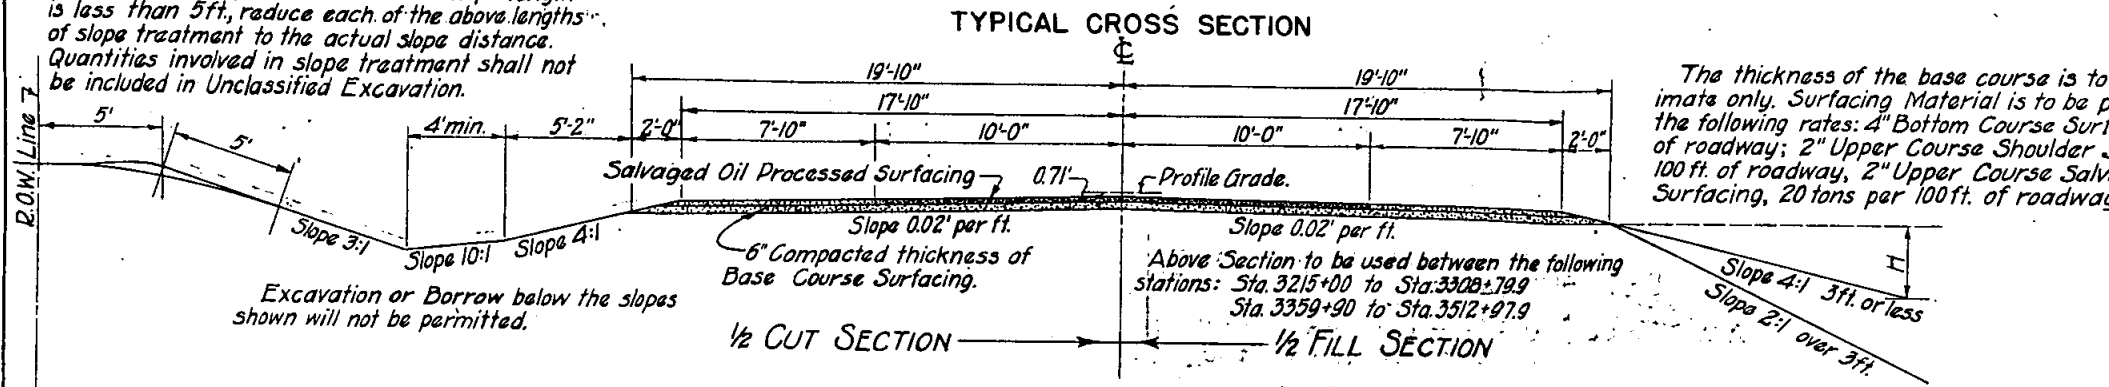 is less than 5ft., reduce each of the above lengths
of slope treatment to the actual slope distance.
Quantities involved in slope treatment shall not
be included in Unclassified Excavation.
TYPICAL CROSS SECTION
℄
The thickness of the base course is to
imate only. Surfacing Material is to be p
the following rates: 4" Bottom Course Surf
of roadway; 2" Upper Course Shoulder
100 ft. of roadway, 2" Upper Course Salv
Surfacing, 20 tons per 100 ft. of roadway
R.O.W. Line
19'-10" 19'-10"
17'-10" 17'-10"
5' 5' 4' min. 5'-2" 2'-0" 7'-10" 10'-0" 10'-0" 7'-10" 2'-0"
Salvaged Oil Processed Surfacing 0.71' Profile Grade.
Slope 3:1 Slope 10:1 Slope 4:1 Slope 0.02' per ft. Slope 0.02' per ft.
6" Compacted thickness of
Base Course Surfacing.
Above Section to be used between the following
stations: Sta. 3215+00 to Sta. 3308+79.9
Sta. 3359+90 to Sta. 3512+97.9
H
Slope 4:1 3ft. or less
Slope 2:1 over 3ft.
Excavation or Borrow below the slopes
shown will not be permitted.
½ CUT SECTION ½ FILL SECTION